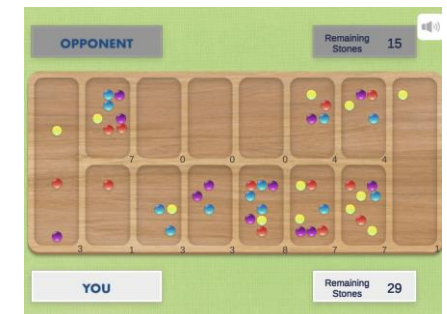 OPPONENT
Remaining
Stones 15
7 0 0 0 4 4
3 1 3 3 8 7 7 1
YOU
Remaining
Stones 29